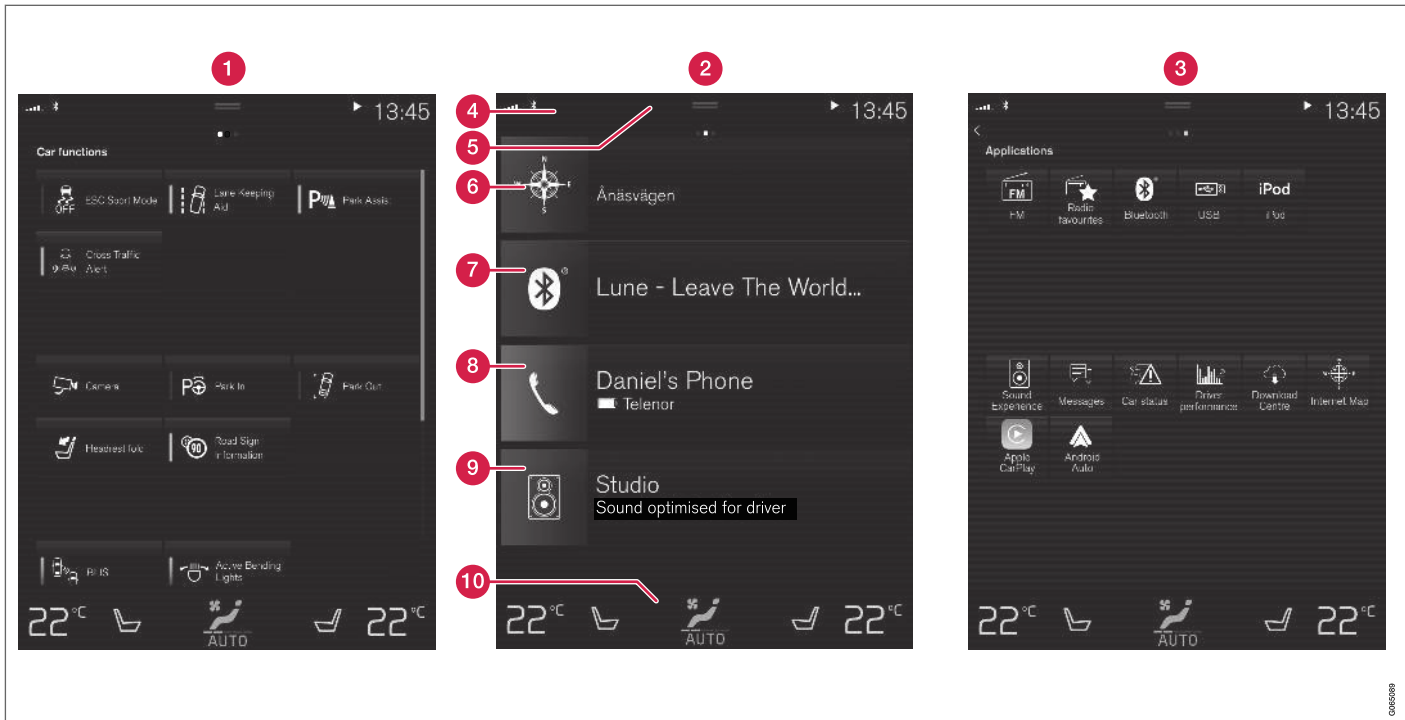 1
2
3
13:45
Car functions
ESC Sport Mode
OFF
Lane Keeping
Aid
Park Assist
Cross Traffic
Alert
Camera
Park In
Park Out
Headrest fold
90
Road Sign
Information
BLIS
Active Bending
Lights
22°C
AUTO
22°C
4
5
6
7
8
9
10
13:45
N
W
E
S
Ånäsvägen
Lune - Leave The World...
Daniel's Phone
Telenor
Studio
Sound optimised for driver
22°C
AUTO
22°C
13:45
Applications
FM
FM
Radio
favourites
Bluetooth
USB
iPod
iPod
Sound
Experience
Messages
Car status
Driver
performance
Download
Centre
Internet Map
Apple
CarPlay
Android
Auto
22°C
AUTO
22°C
G065089